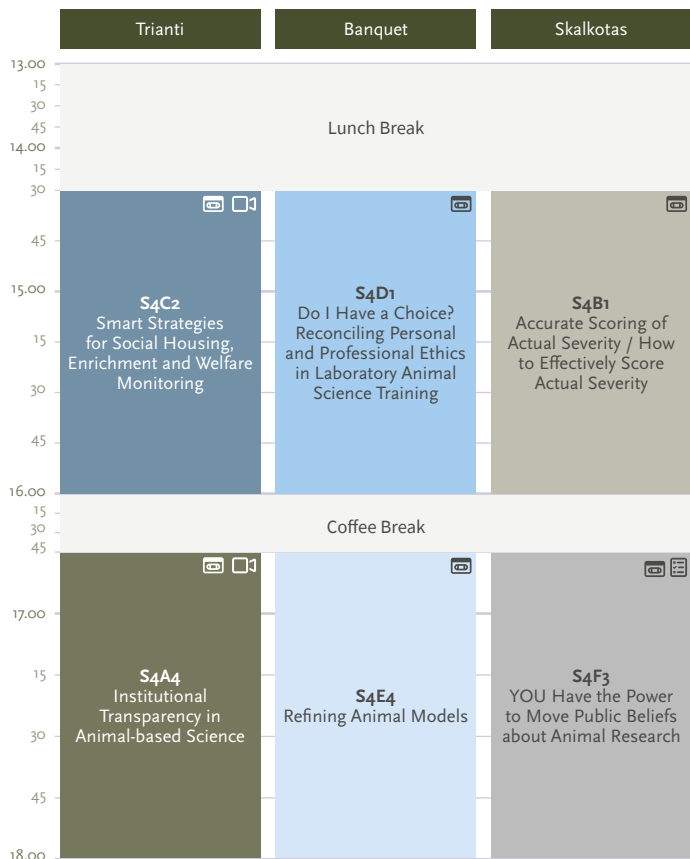 Trianti
Banquet
Skalkotas
13.00
15
30
45
14.00
15
30
Lunch Break
45
15.00
15
30
45
16.00
S4C2
Smart Strategies
for Social Housing,
Enrichment and Welfare
Monitoring
S4D1
Do I Have a Choice?
Reconciling Personal
and Professional Ethics
in Laboratory Animal
Science Training
S4B1
Accurate Scoring of
Actual Severity / How
to Effectively Score
Actual Severity
15
30
45
Coffee Break
17.00
15
30
45
18.00
S4A4
Institutional
Transparency in
Animal-based Science
S4E4
Refining Animal Models
S4F3
YOU Have the Power
to Move Public Beliefs
about Animal Research